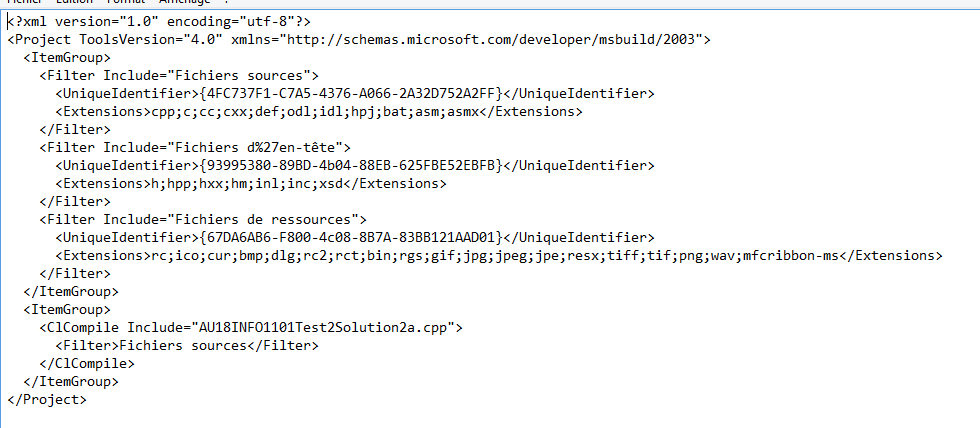 Fichier Edition Format Affichage ?
<?xml version="1.0" encoding="utf-8"?>
<Project ToolsVersion="4.0" xmlns="http://schemas.microsoft.com/developer/msbuild/2003">
  <ItemGroup>
    <Filter Include="Fichiers sources">
      <UniqueIdentifier>{4FC737F1-C7A5-4376-A066-2A32D752A2FF}</UniqueIdentifier>
      <Extensions>cpp;c;cc;cxx;def;odl;idl;hpj;bat;asm;asmx</Extensions>
    </Filter>
    <Filter Include="Fichiers d%27en-tête">
      <UniqueIdentifier>{93995380-89BD-4b04-88EB-625FBE52EBFB}</UniqueIdentifier>
      <Extensions>h;hpp;hxx;hm;inl;inc;xsd</Extensions>
    </Filter>
    <Filter Include="Fichiers de ressources">
      <UniqueIdentifier>{67DA6AB6-F800-4c08-8B7A-83BB121AAD01}</UniqueIdentifier>
      <Extensions>rc;ico;cur;bmp;dlg;rc2;rct;bin;rgs;gif;jpg;jpeg;jpe;resx;tiff;tif;png;wav;mfcribbon-ms</Extensions>
    </Filter>
  </ItemGroup>
  <ItemGroup>
    <ClCompile Include="AU18INFO1101Test2Solution2a.cpp">
      <Filter>Fichiers sources</Filter>
    </ClCompile>
  </ItemGroup>
</Project>